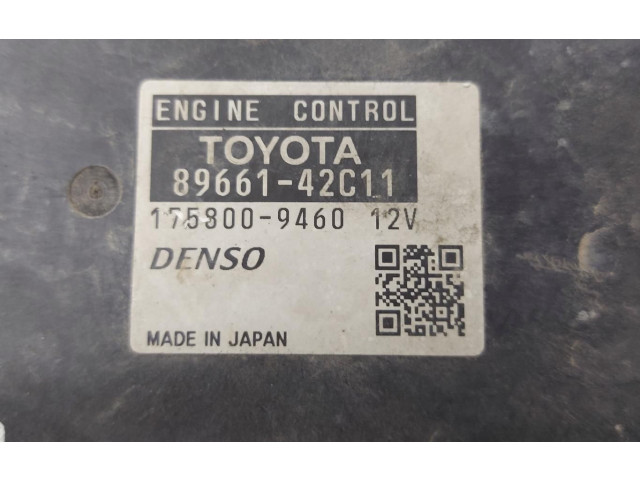 ENGINE CONTROL
TOYOTA
89661-42C11
175800-9460 12V
DENSO
MADE IN JAPAN